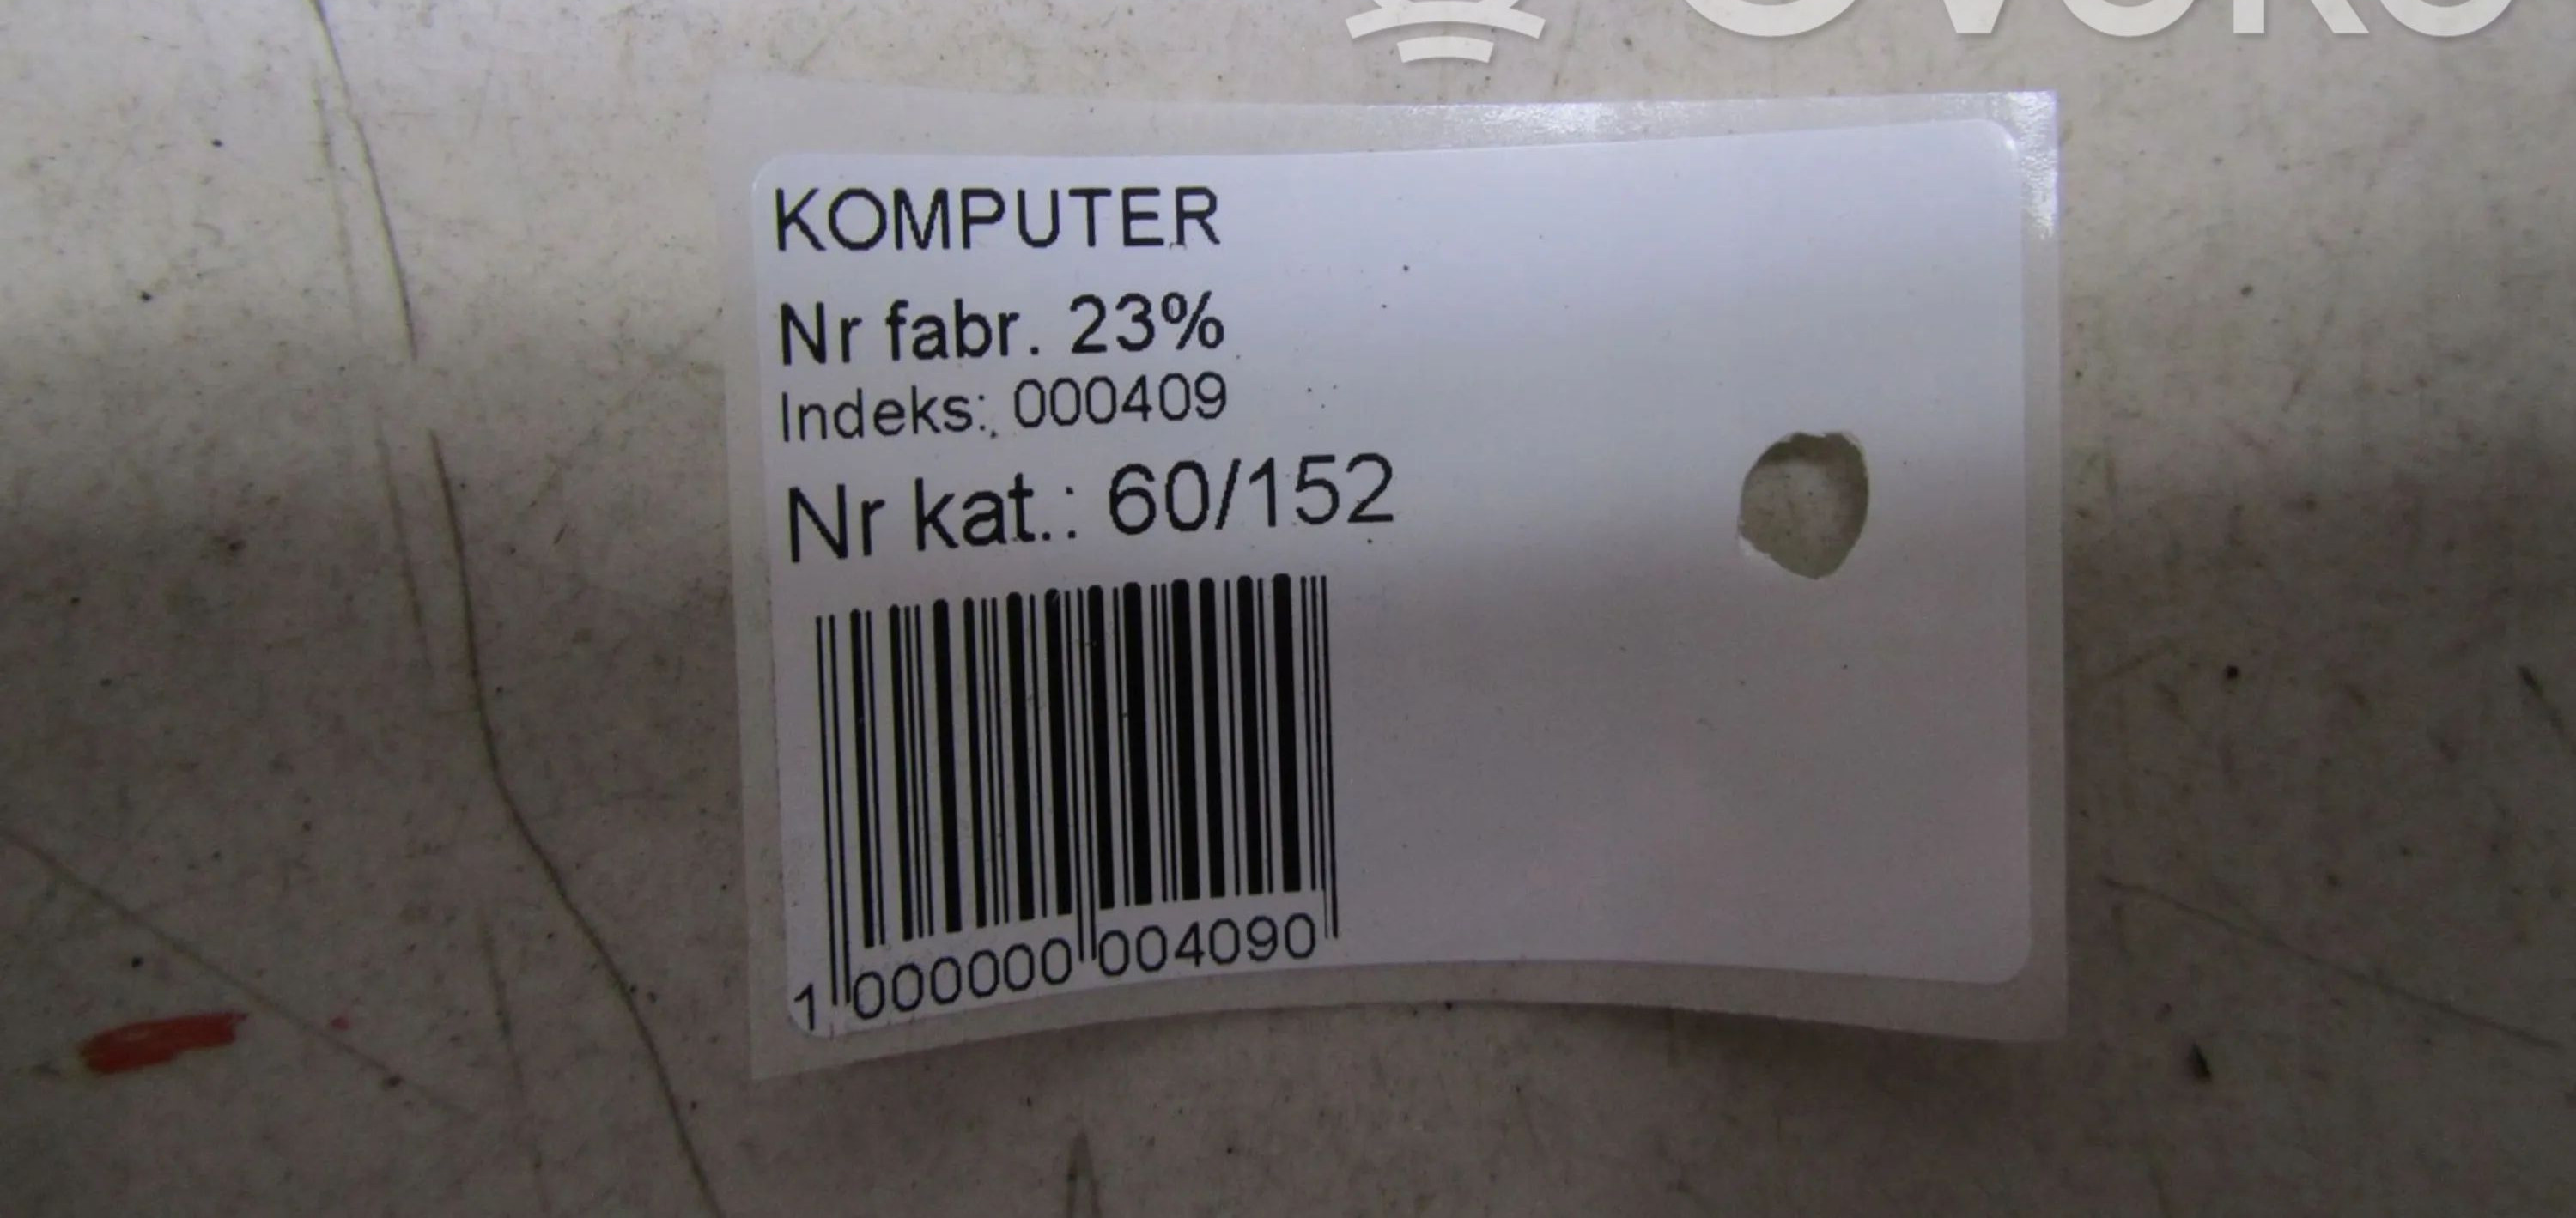 KOMPUTER
Nr fabr. 23%
Indeks: 000409
Nr kat.: 60/152
1 000000 004090